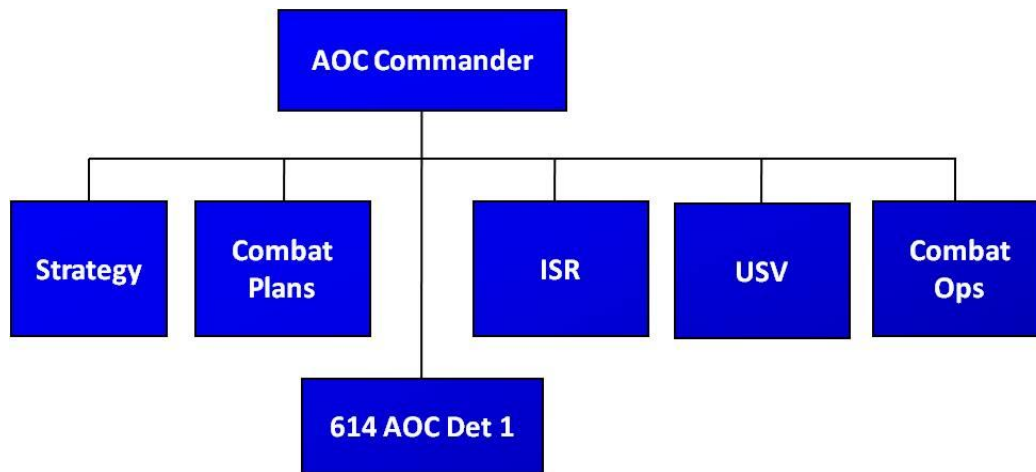 AOC Commander
Strategy
Combat
Plans
ISR
USV
Combat
Ops
614 AOC Det 1